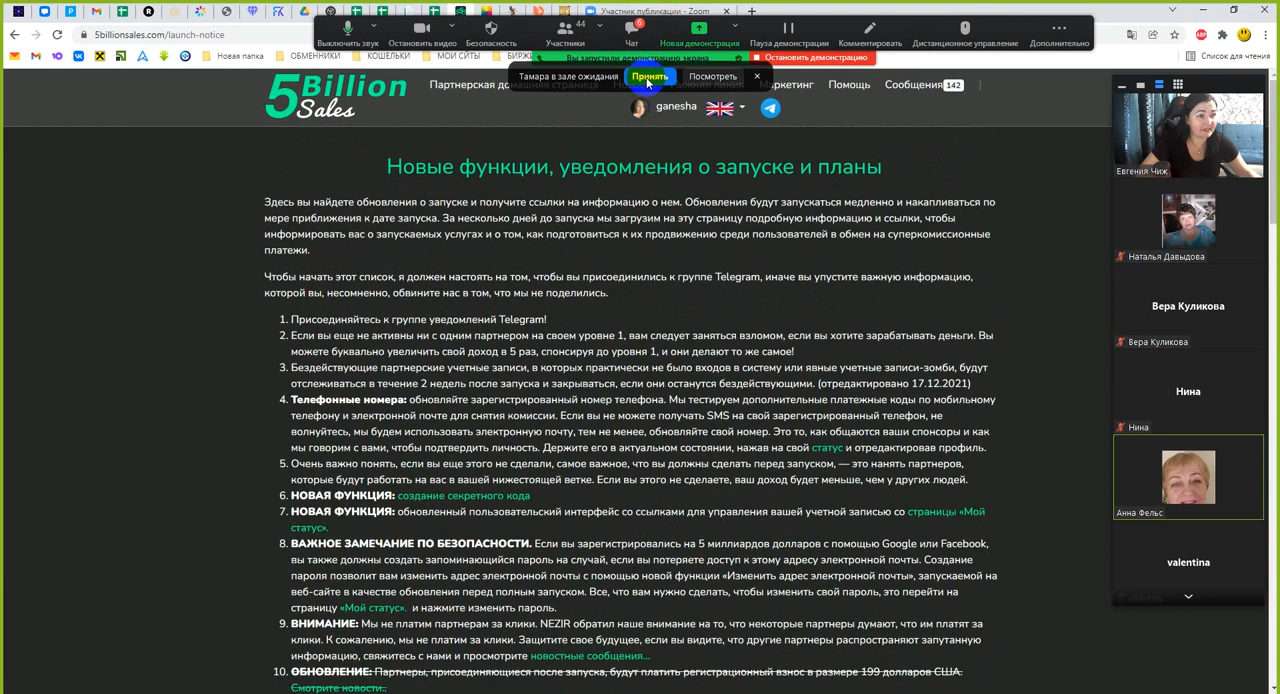 Участник публикации - Zoom
5billionsales.com/launch-notice
Выключить звук
Остановить видео
Безопасность
44
Участники
6
Чат
Новая демонстрация
Пауза демонстрации
Комментировать
Дистанционное управление
Дополнительно
Новая папка
ОБМЕННИКИ
КОШЕЛЬКИ
МОИ СЙТЫ
БИРЖ
Вы запустили демонстрацию экрана
Остановить демонстрацию
Список для чтения
Тамара в зале ожидания
Принять
Посмотреть
5Billion
Sales
Партнерская домашняя страница
Нижняя линия
Маркетинг
Помощь
Сообщения 142
ganesha
Новые функции, уведомления о запуске и планы
Здесь вы найдете обновления о запуске и получите ссылки на информацию о нем. Обновления будут запускаться медленно и накапливаться по
мере приближения к дате запуска. За несколько дней до запуска мы загрузим на эту страницу подробную информацию и ссылки, чтобы
информировать вас о запускаемых услугах и о том, как подготовиться к их продвижению среди пользователей в обмен на суперкомиссионные
платежи.
Чтобы начать этот список, я должен настоять на том, чтобы вы присоединились к группе Telegram, иначе вы упустите важную информацию,
которой вы, несомненно, обвините нас в том, что мы не поделились.
1. Присоединяйтесь к группе уведомлений Telegram!
2. Если вы еще не активны ни с одним партнером на своем уровне 1, вам следует заняться взломом, если вы хотите зарабатывать деньги. Вы
можете буквально увеличить свой доход в 5 раз, спонсируя до уровня 1, и они делают то же самое!
3. Бездействующие партнерские учетные записи, в которых практически не было входов в систему или явные учетные записи-зомби, будут
отслеживаться в течение 2 недель после запуска и закрываться, если они останутся бездействующими. (отредактировано 17.12.2021)
4. Телефонные номера: обновляйте зарегистрированный номер телефона. Мы тестируем дополнительные платежные коды по мобильному
телефону и электронной почте для снятия комиссии. Если вы не можете получать SMS на свой зарегистрированный телефон, не
волнуйтесь, мы будем использовать электронную почту, тем не менее, обновляйте свой номер. Это то, как общаются ваши спонсоры и как
мы говорим с вами, чтобы подтвердить личность. Держите его в актуальном состоянии, нажав на свой статус и отредактировав профиль.
5. Очень важно понять, если вы еще этого не сделали, самое важное, что вы должны сделать перед запуском, — это нанять партнеров,
которые будут работать на вас в вашей нижестоящей ветке. Если вы этого не сделаете, ваш доход будет меньше, чем у других людей.
6. НОВАЯ ФУНКЦИЯ: создание секретного кода
7. НОВАЯ ФУНКЦИЯ: обновленный пользовательский интерфейс со ссылками для управления вашей учетной записью со страницы «Мой
статус».
8. ВАЖНОЕ ЗАМЕЧАНИЕ ПО БЕЗОПАСНОСТИ. Если вы зарегистрировались на 5 миллиардов долларов с помощью Google или Facebook,
вы также должны создать запоминающийся пароль на случай, если вы потеряете доступ к этому адресу электронной почты. Создание
пароля позволит вам изменить адрес электронной почты с помощью новой функции «Изменить адрес электронной почты», запускаемой на
веб-сайте в качестве обновления перед полным запуском. Все, что вам нужно сделать, чтобы изменить свой пароль, это перейти на
страницу «Мой статус». и нажмите изменить пароль.
9. ВНИМАНИЕ: Мы не платим партнерам за клики. NEZIR обратил наше внимание на то, что некоторые партнеры думают, что им платят за
клики. К сожалению, мы не платим за клики. Защитите свое будущее, если вы видите, что другие партнеры распространяют запутанную
информацию, свяжитесь с нами и просмотрите новостные сообщения...
10. ОБНОВЛЕНИЕ: Партнеры, присоединяющиеся после запуска, будут платить регистрационный взнос в размере 199 долларов США.
Смотрите новости..
Евгения Чиж
Наталья Давыдова
Вера Куликова
Вера Куликова
Нина
Нина
Анна Фельс
valentina